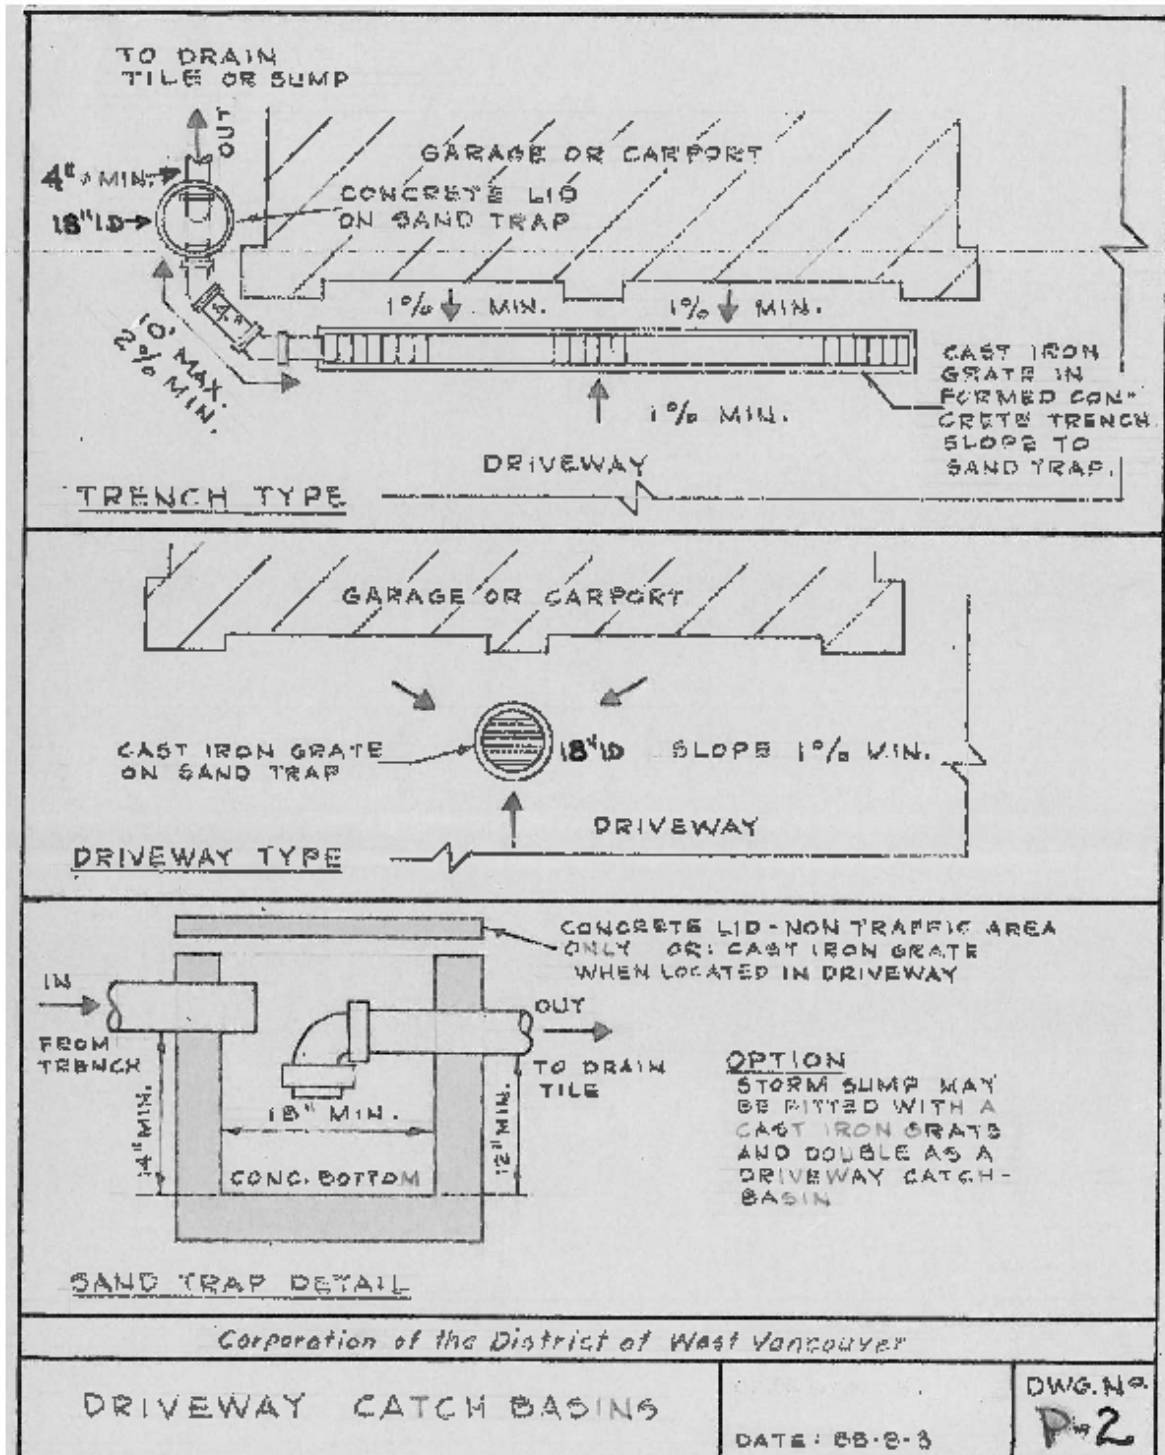 TO DRAIN
TILE OR SUMP
OUT
4"ø MIN.
18" ID
GARAGE OR CARPORT
CONCRETE LID
ON SAND TRAP
1% MIN.
1% MIN.
4"
10' MAX.
2% MIN.
1% MIN.
CAST IRON
GRATE IN
FORMED CON-
CRETE TRENCH
SLOPE TO
SAND TRAP.
DRIVEWAY
TRENCH TYPE
GARAGE OR CARPORT
CAST IRON GRATE
ON SAND TRAP
18" ID
SLOPE 1% MIN.
DRIVEWAY
DRIVEWAY TYPE
CONCRETE LID - NON TRAFFIC AREA
ONLY OR: CAST IRON GRATE
WHEN LOCATED IN DRIVEWAY
IN
FROM
TRENCH
OUT
TO DRAIN
TILE
14" MIN.
18" MIN.
12" MIN.
CONC. BOTTOM
OPTION
STORM SUMP MAY
BE FITTED WITH A
CAST IRON GRATE
AND DOUBLE AS A
DRIVEWAY CATCH-
BASIN
SAND TRAP DETAIL
Corporation of the District of West Vancouver
DRIVEWAY CATCH BASINS
DATE:
DWG. No.
P-2